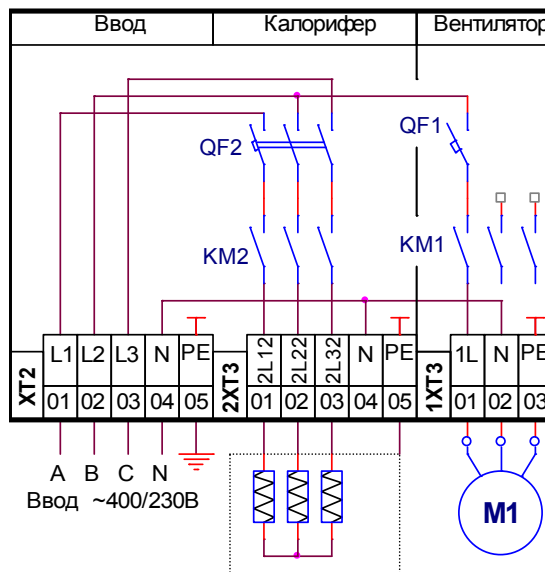 Ввод Калорифер Вентилятор
QF2 QF1
KM2 KM1
XT2 L1 L2 L3 N PE 2XT3 2L12 2L22 2L32 N PE 1XT3 1L N PE
01 02 03 04 05 01 02 03 04 05 01 02 03
A B C N
Ввод ~400/230В
M1